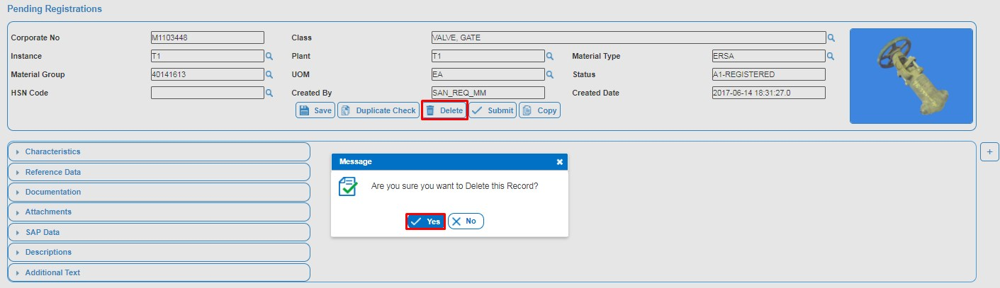 Pending Registrations
Corporate No M1103448 Class VALVE, GATE
Instance T1 Plant T1 Material Type ERSA
Material Group 40141613 UOM EA Status A1-REGISTERED
HSN Code Created By SAN_REQ_MM Created Date 2017-06-14 18:31:27.0
Save Duplicate Check Delete Submit Copy
Characteristics
Reference Data
Documentation
Attachments
SAP Data
Descriptions
Additional Text
Message
Are you sure you want to Delete this Record?
Yes No